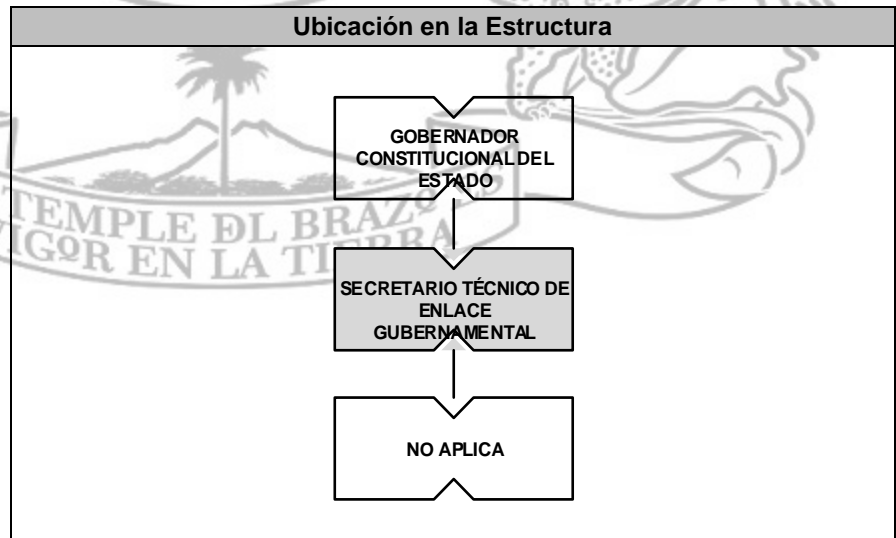 Ubicación en la Estructura
GOBERNADOR
CONSTITUCIONAL DEL
ESTADO
TEMPLE DL BRAZº
VIGºR EN LA TIERRA
SECRETARIO TÉCNICO DE
ENLACE
GUBERNAMENTAL
NO APLICA